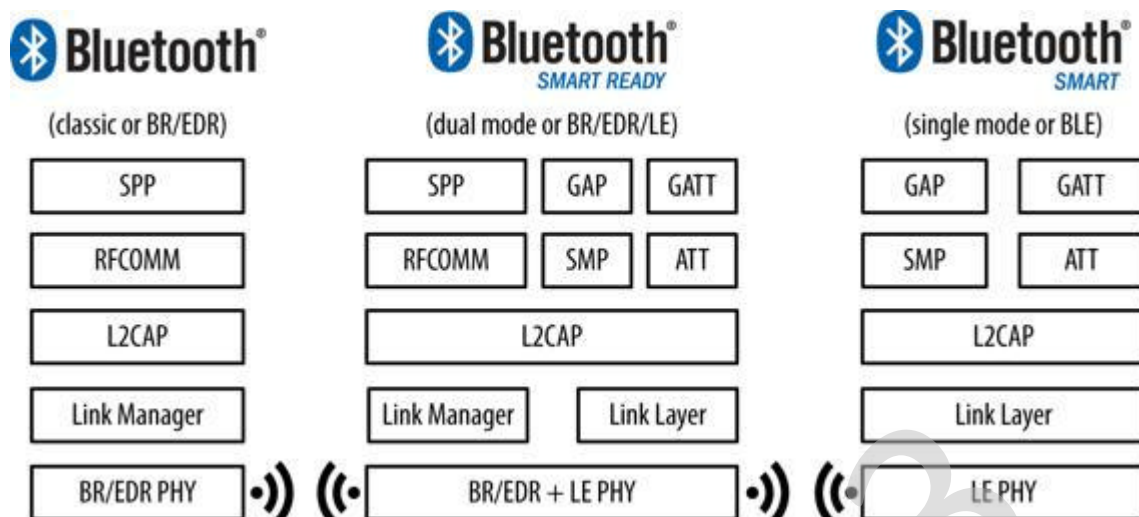 Bluetooth®
(classic or BR/EDR)
SPP
RFCOMM
L2CAP
Link Manager
BR/EDR PHY
Bluetooth®
SMART READY
(dual mode or BR/EDR/LE)
SPP GAP GATT
RFCOMM SMP ATT
L2CAP
Link Manager Link Layer
BR/EDR + LE PHY
Bluetooth®
SMART
(single mode or BLE)
GAP GATT
SMP ATT
L2CAP
Link Layer
LE PHY